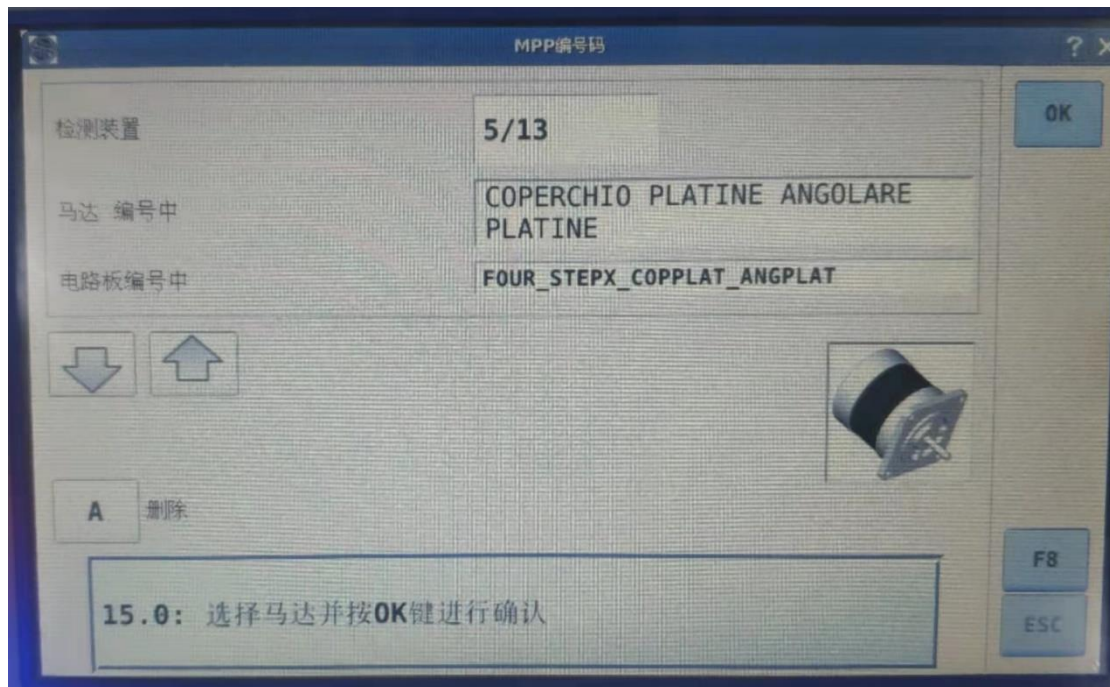 MPP编号码
? X
OK
检测装置
5/13
马达 编号中
COPERCHIO PLATINE ANGOLARE
PLATINE
电路板编号中
FOUR_STEPX_COPPLAT_ANGPLAT
A 删除
F8
15.0: 选择马达并按OK键进行确认
ESC